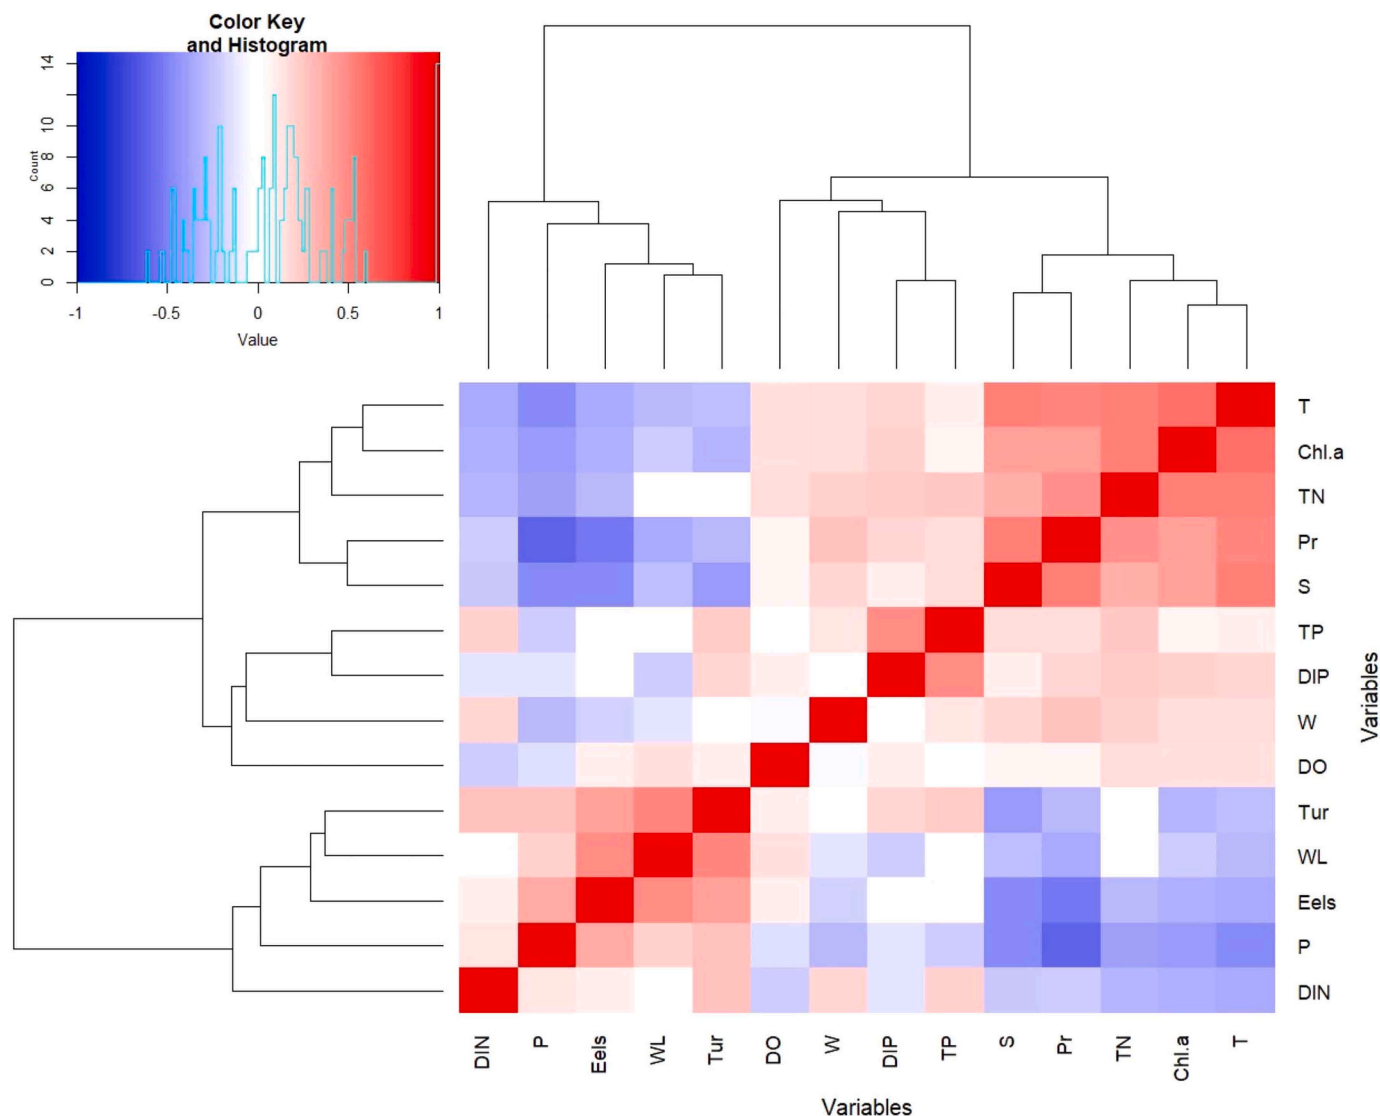 Color Key
and Histogram
Count
0 2 4 6 8 10 14
-1 -0.5 0 0.5 1
Value
T
Chl.a
TN
Pr
S
TP
DIP
W
DO
Tur
WL
Eels
P
DIN
Variables
DIN P Eels WL Tur DO W DIP TP S Pr TN Chl.a T
Variables